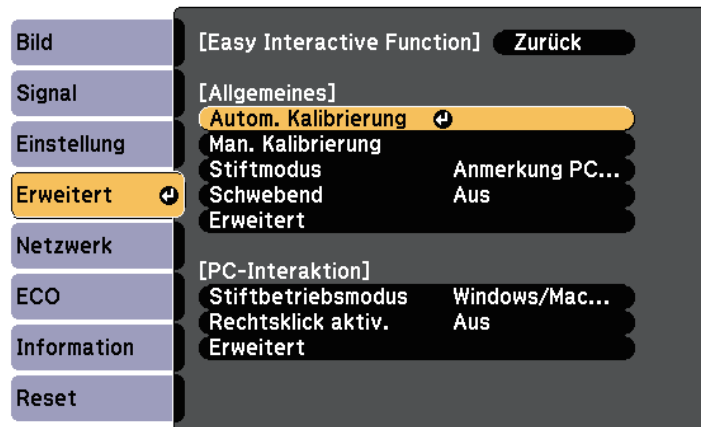 Bild
Signal
Einstellung
Erweitert
Netzwerk
ECO
Information
Reset
[Easy Interactive Function] Zurück
[Allgemeines]
Autom. Kalibrierung
Man. Kalibrierung
Stiftmodus Anmerkung PC...
Schwebend Aus
Erweitert
[PC-Interaktion]
Stiftbetriebsmodus Windows/Mac...
Rechtsklick aktiv. Aus
Erweitert